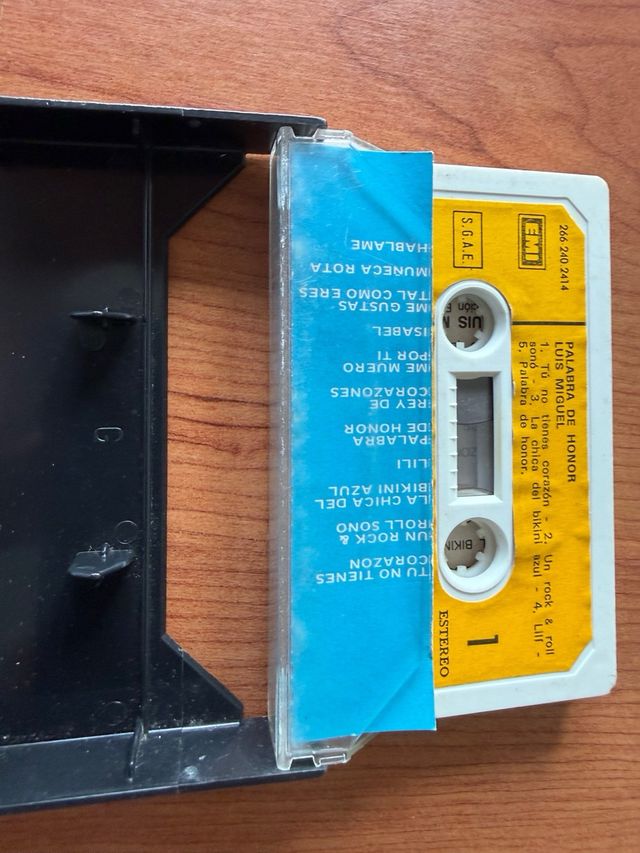 TU NO TIENES
CORAZON
UN ROCK &
ROLL SONO
LA CHICA DEL
BIKINI AZUL
LILI
PALABRA
DE HONOR
REY DE
CORAZONES
ME MUERO
POR TI
ISABEL
ME GUSTAS
TAL COMO ERES
MUÑECA ROTA
HABLAME
266 240 2414
EMI
S.G.A.E.
PALABRA DE HONOR
LUIS MIGUEL
1. Tú no tienes corazón - 2. Un rock & roll
sonó - 3. La chica del bikini azul - 4. Lilí -
5. Palabra de honor.
1
ESTEREO